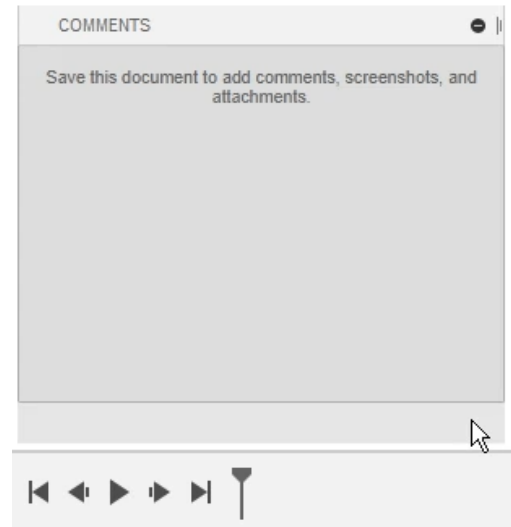 COMMENTS
Save this document to add comments, screenshots, and
attachments.